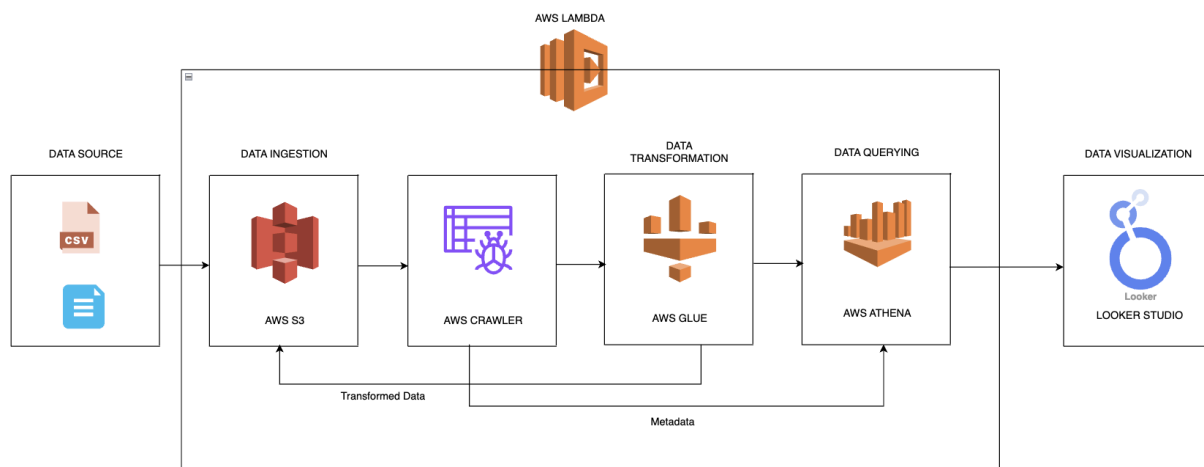 AWS LAMBDA
DATA SOURCE
DATA INGESTION
DATA
TRANSFORMATION
DATA QUERYING
DATA VISUALIZATION
CSV
Looker
AWS S3
AWS CRAWLER
AWS GLUE
AWS ATHENA
LOOKER STUDIO
Transformed Data
Metadata